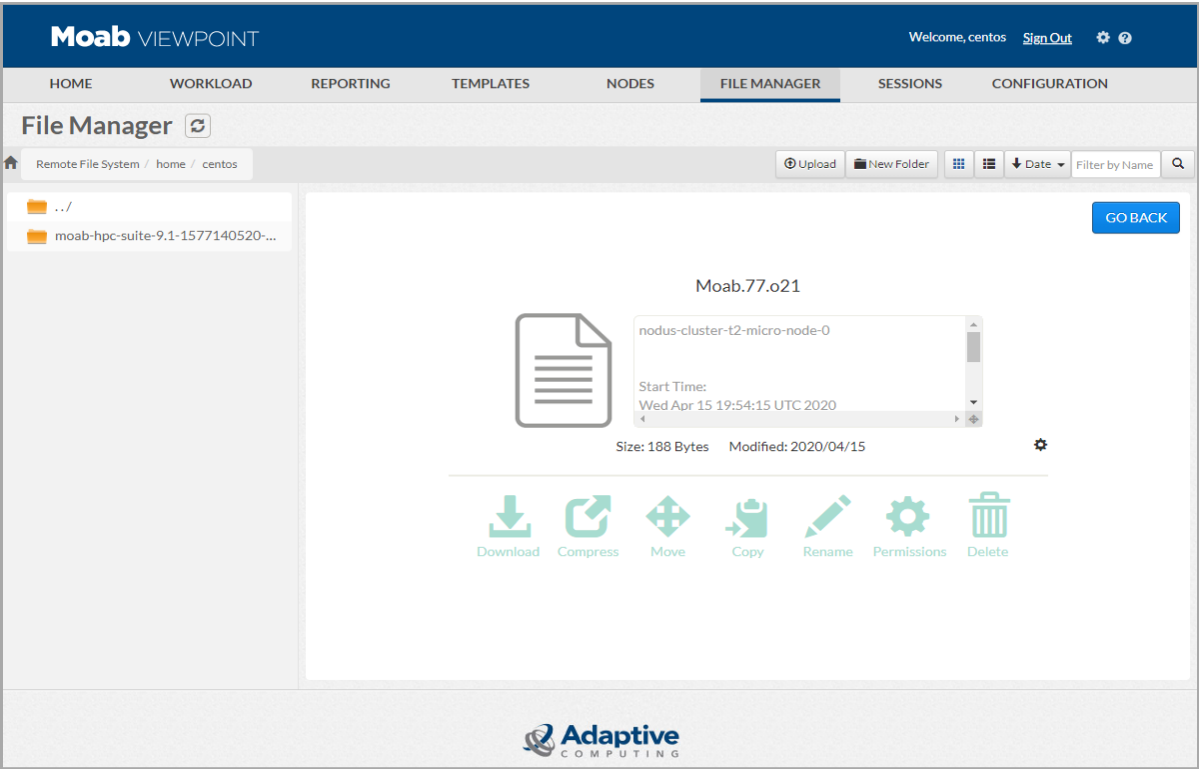 Moab VIEWPOINT
Welcome, centos Sign Out
HOME WORKLOAD REPORTING TEMPLATES NODES FILE MANAGER SESSIONS CONFIGURATION
File Manager
Remote File System / home / centos
Upload New Folder Date Filter by Name
../
moab-hpc-suite-9.1-1577140520-...
GO BACK
Moab.77.o21
nodus-cluster-t2-micro-node-0
Start Time:
Wed Apr 15 19:54:15 UTC 2020
Size: 188 Bytes Modified: 2020/04/15
Download Compress Move Copy Rename Permissions Delete
Adaptive
COMPUTING